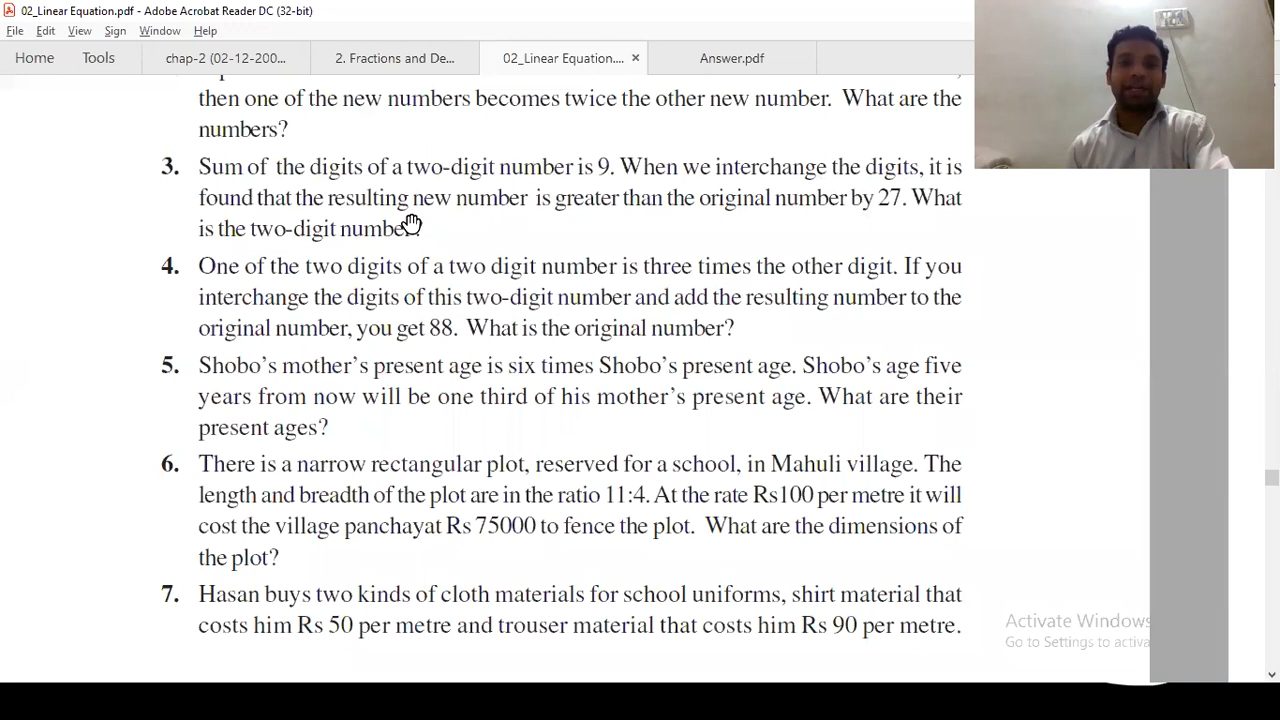 02_Linear Equation.pdf - Adobe Acrobat Reader DC (32-bit)
File Edit View Sign Window Help
Home Tools chap-2 (02-12-200... 2. Fractions and De... 02_Linear Equation.... × Answer.pdf
then one of the new numbers becomes twice the other new number. What are the
numbers?
3. Sum of the digits of a two-digit number is 9. When we interchange the digits, it is
found that the resulting new number is greater than the original number by 27. What
is the two-digit number?
4. One of the two digits of a two digit number is three times the other digit. If you
interchange the digits of this two-digit number and add the resulting number to the
original number, you get 88. What is the original number?
5. Shobo’s mother’s present age is six times Shobo’s present age. Shobo’s age five
years from now will be one third of his mother’s present age. What are their
present ages?
6. There is a narrow rectangular plot, reserved for a school, in Mahuli village. The
length and breadth of the plot are in the ratio 11:4. At the rate Rs100 per metre it will
cost the village panchayat Rs 75000 to fence the plot. What are the dimensions of
the plot?
7. Hasan buys two kinds of cloth materials for school uniforms, shirt material that
costs him Rs 50 per metre and trouser material that costs him Rs 90 per metre.
Activate Windows
Go to Settings to activa